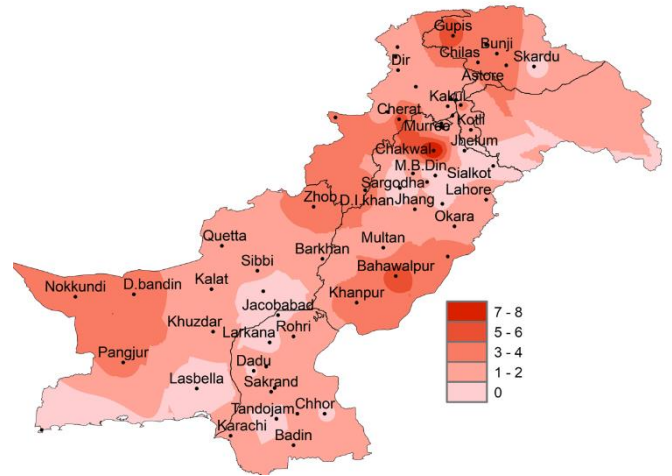 Gupis
Bunji
Chilas
Skardu
Dir
Astore
Kakul
Cherat
Murree
Kotli
Chakwal
Jhelum
M.B.Din
Sialkot
Sargodha
Lahore
Zhob
D.I.khan
Jhang
Okara
Quetta
Multan
Sibbi
Barkhan
Bahawalpur
Nokkundi
D.bandin
Kalat
Khanpur
Jacobabad
Khuzdar
Larkana
Rohri
Pangjur
Dadu
Lasbella
Sakrand
Tandojam
Chhor
Karachi
Badin
7 - 8
5 - 6
3 - 4
1 - 2
0